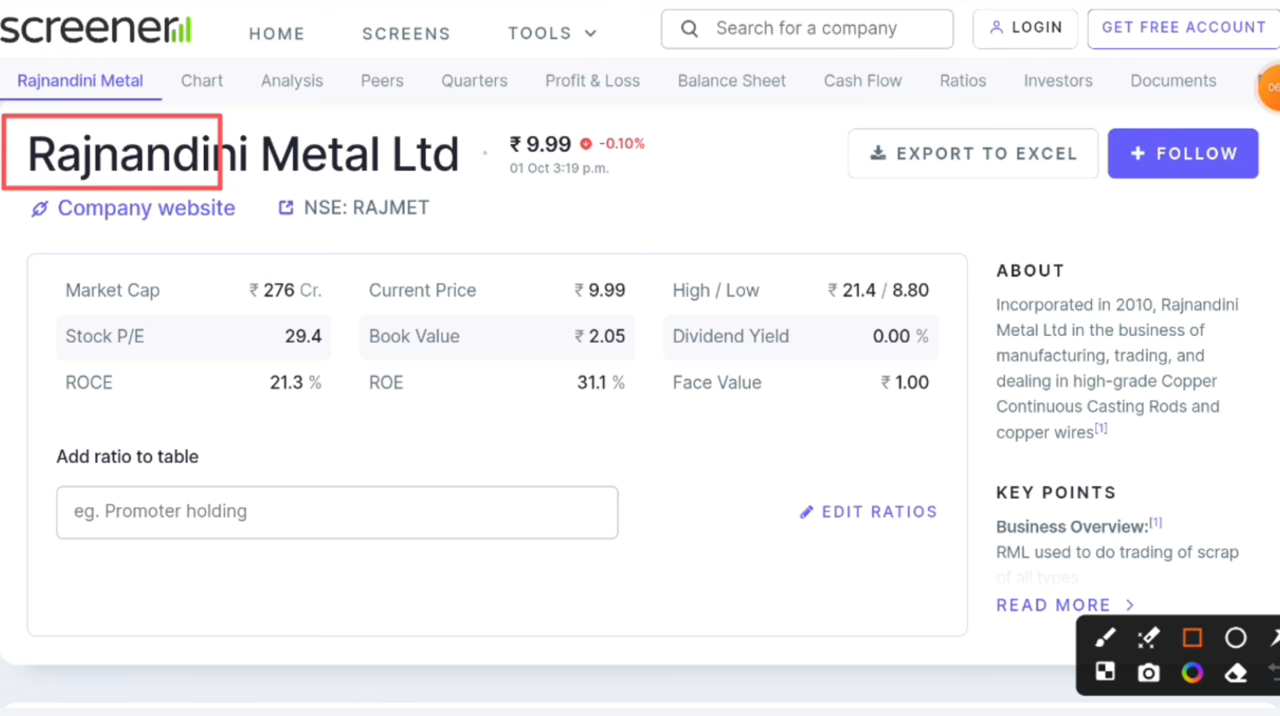 screener
HOME SCREENS TOOLS
Search for a company
LOGIN
GET FREE ACCOUNT
Rajnandini Metal Chart Analysis Peers Quarters Profit & Loss Balance Sheet Cash Flow Ratios Investors Documents
06
Rajnandini Metal Ltd
₹ 9.99 -0.10%
01 Oct 3:19 p.m.
EXPORT TO EXCEL
+ FOLLOW
Company website NSE: RAJMET
Market Cap ₹ 276 Cr. Current Price ₹ 9.99 High / Low ₹ 21.4 / 8.80
Stock P/E 29.4 Book Value ₹ 2.05 Dividend Yield 0.00 %
ROCE 21.3 % ROE 31.1 % Face Value ₹ 1.00
Add ratio to table
eg. Promoter holding
EDIT RATIOS
ABOUT
Incorporated in 2010, Rajnandini
Metal Ltd in the business of
manufacturing, trading, and
dealing in high-grade Copper
Continuous Casting Rods and
copper wires[1]
KEY POINTS
Business Overview:[1]
RML used to do trading of scrap
of all types
READ MORE